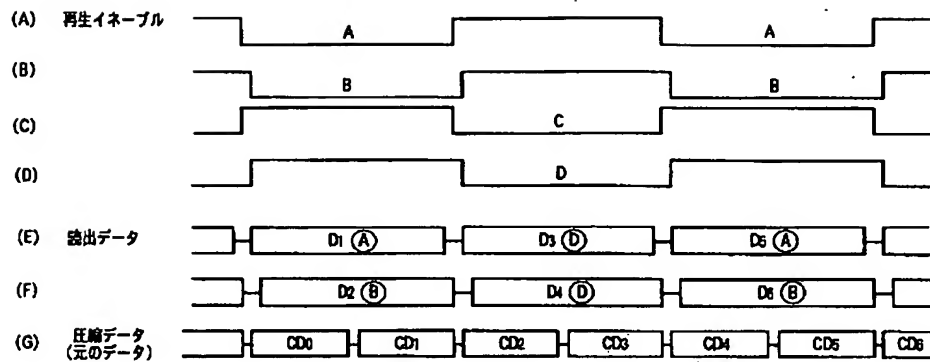 (A) 再生イネーブル A A
(B) B B
(C) C
(D) D
(E) 読出データ D1 Ⓐ D3 Ⓓ D5 Ⓐ
(F) D2 Ⓑ D4 Ⓓ D6 Ⓑ
(G) 圧縮データ CD0 CD1 CD2 CD3 CD4 CD5 CD6
(元のデータ)